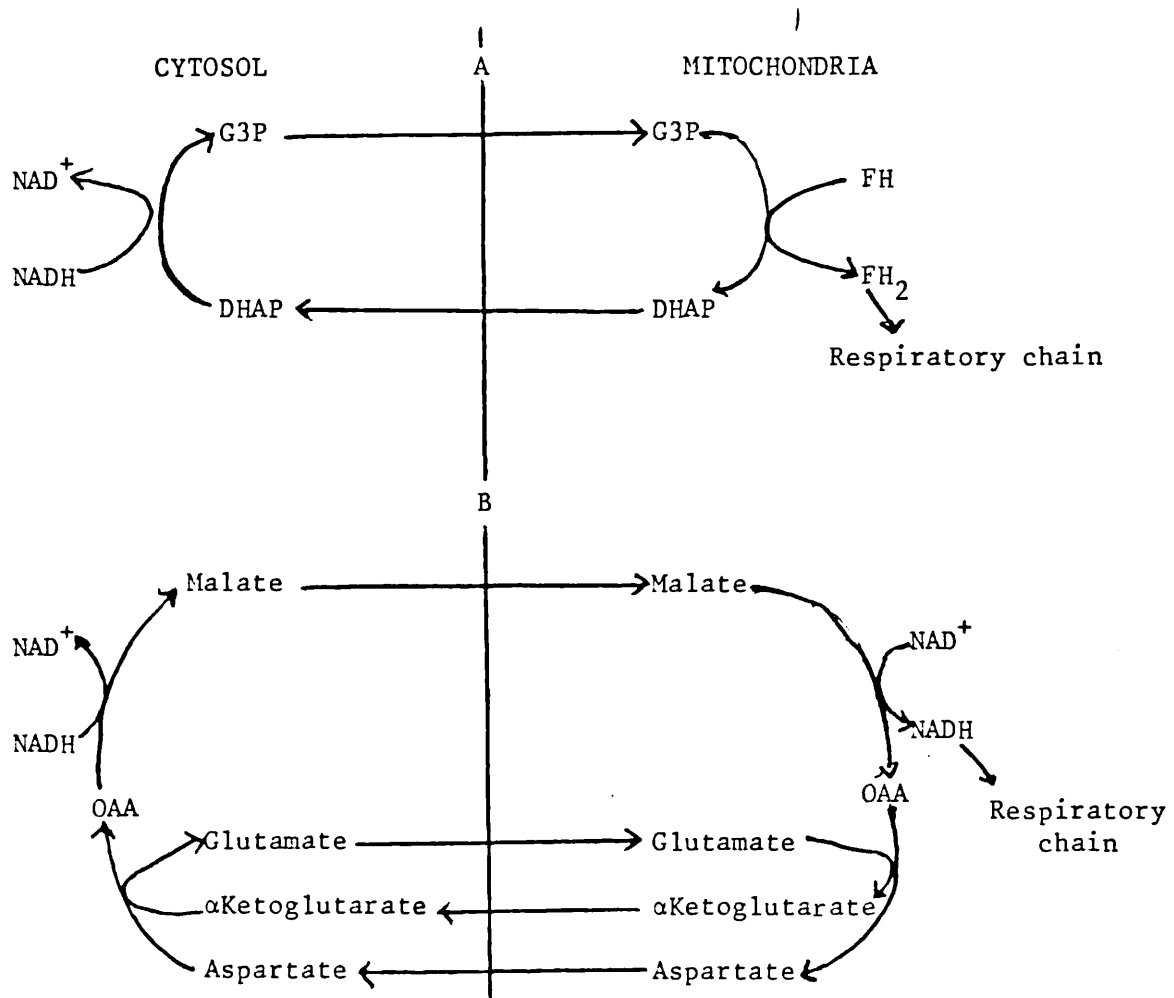 CYTOSOL A MITOCHONDRIA
G3P G3P
NAD+ FH
NADH FH2
DHAP DHAP
Respiratory chain
B
Malate Malate
NAD+ NAD+
NADH NADH
OAA OAA
Respiratory
chain
Glutamate Glutamate
αKetoglutarate αKetoglutarate
Aspartate Aspartate